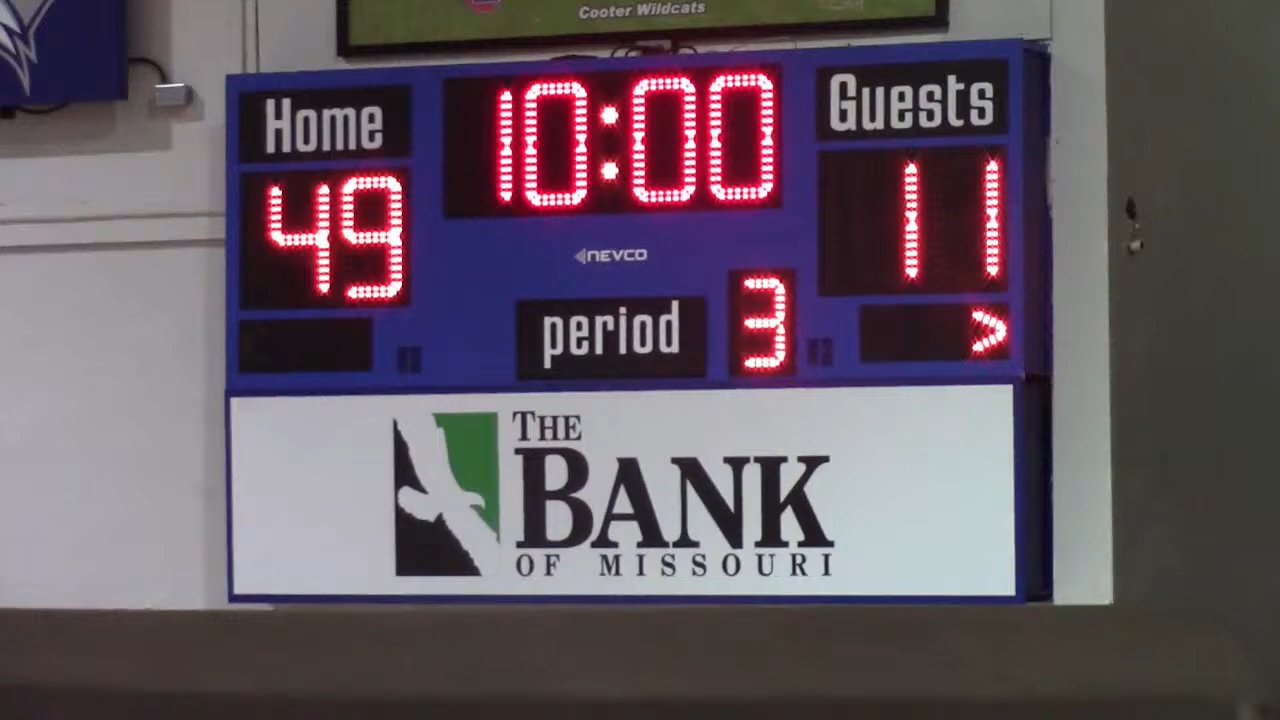 Cooter Wildcats
Home
10:00
Guests
49
11
NEVCO
period 3
>
THE
BANK
OF MISSOURI